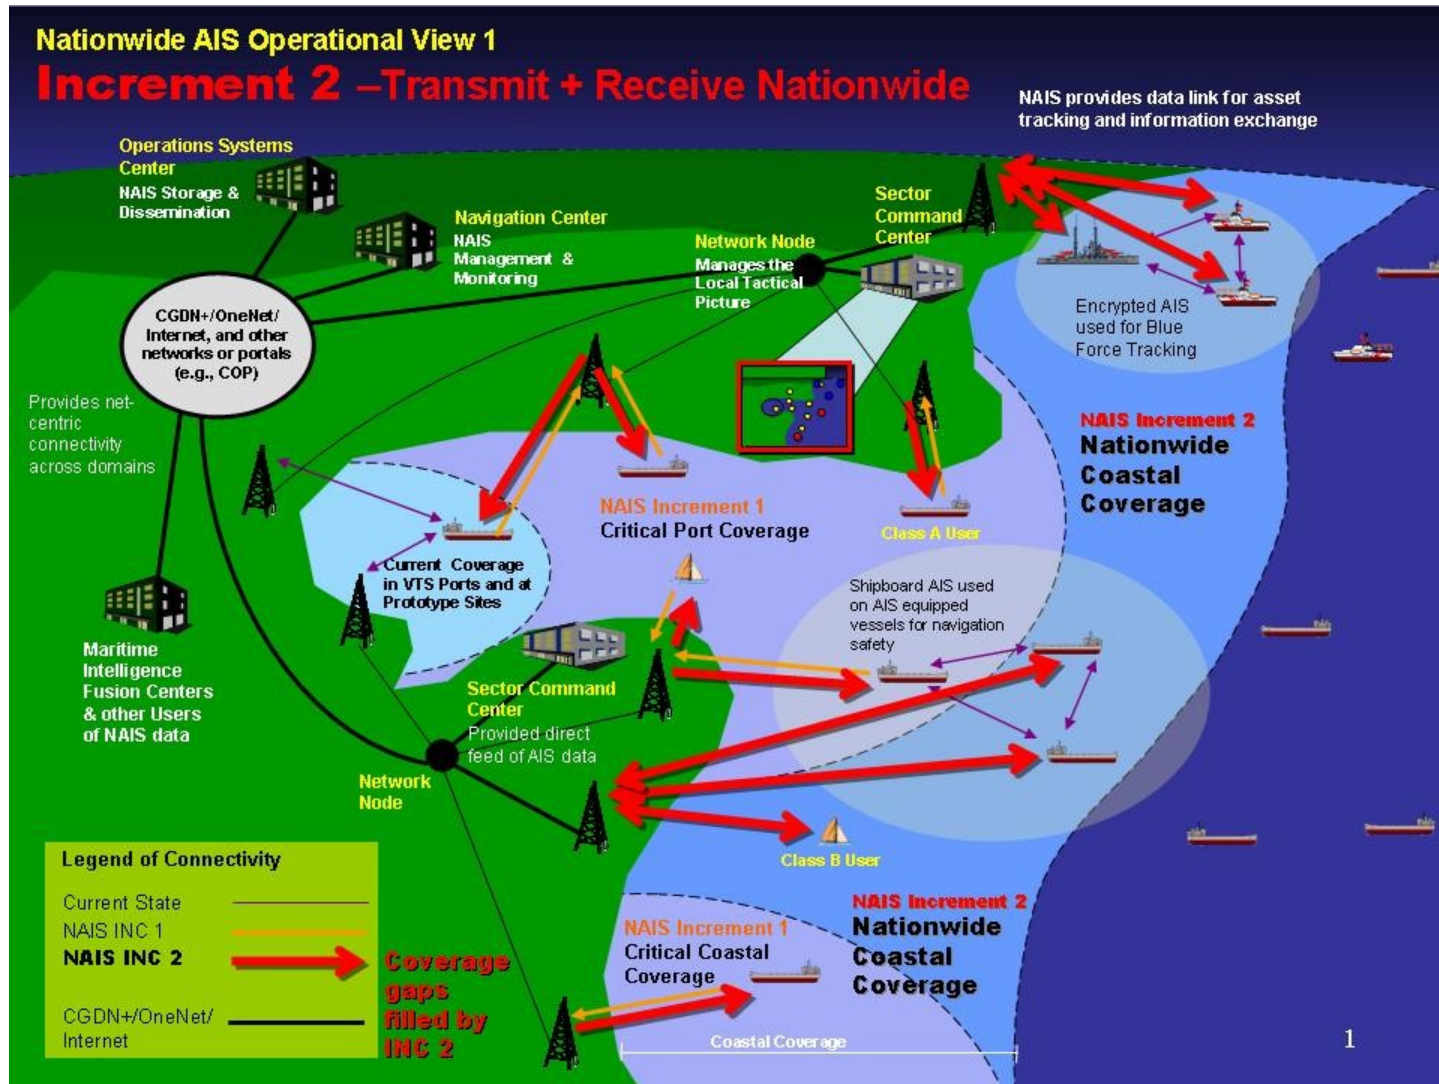 Nationwide AIS Operational View 1
Increment 2 –Transmit + Receive Nationwide
NAIS provides data link for asset
tracking and information exchange
Operations Systems
Center
NAIS Storage &
Dissemination
Navigation Center
NAIS
Management &
Monitoring
Network Node
Manages the
Local Tactical
Picture
Sector
Command
Center
Encrypted AIS
used for Blue
Force Tracking
CGDN+/OneNet/
Internet, and other
networks or portals
(e.g., COP)
Provides net-
centric
connectivity
across domains
NAIS Increment 2
Nationwide
Coastal
Coverage
NAIS Increment 1
Critical Port Coverage
Class A User
Current Coverage
in VTS Ports and at
Prototype Sites
Shipboard AIS used
on AIS equipped
vessels for navigation
safety
Maritime
Intelligence
Fusion Centers
& other Users
of NAIS data
Sector Command
Center
Provided direct
feed of AIS data
Network
Node
Class B User
Legend of Connectivity
Current State
NAIS INC 1
NAIS INC 2
CGDN+/OneNet/
Internet
Coverage
gaps
filled by
INC 2
NAIS Increment 1
Critical Coastal
Coverage
NAIS Increment 2
Nationwide
Coastal
Coverage
Coastal Coverage
1